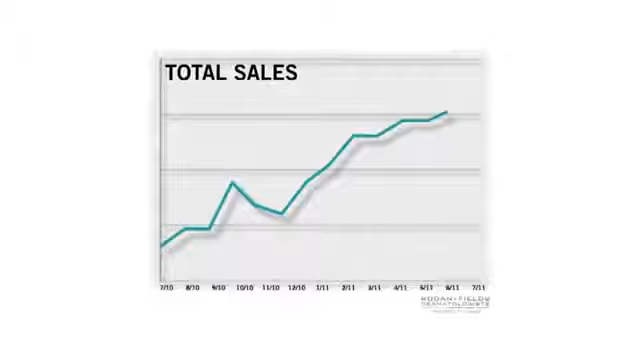 TOTAL SALES
7/10 8/10 9/10 10/10 11/10 12/10 1/11 2/11 3/11 4/11 5/11 6/11 7/11
RODAN+FIELDS
DERMATOLOGISTS